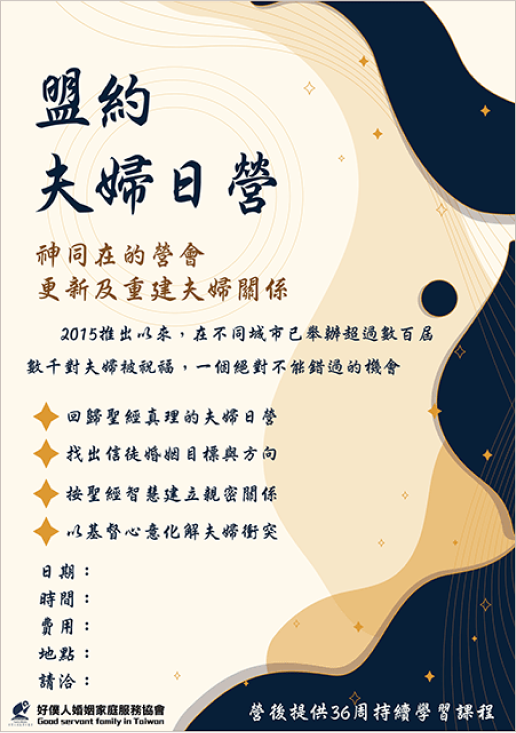 盟約
夫婦日營
神同在的營會
更新及重建夫婦關係
2015推出以來，在不同城市已舉辦超過數百屆
數千對夫婦被祝福，一個絕對不能錯過的機會
回歸聖經真理的夫婦日營
找出信徒婚姻目標與方向
按聖經智慧建立親密關係
以基督心意化解夫婦衝突
日期：
時間：
費用：
地點：
請洽：
好僕人婚姻家庭服務協會
Good servant family in Taiwan
營後提供36周持續學習課程